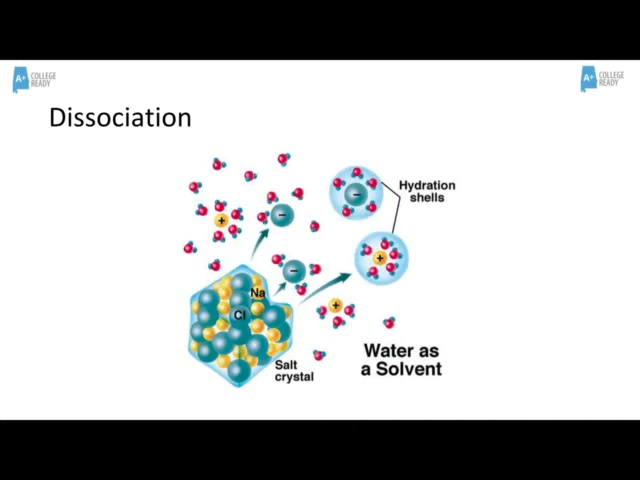 A+ COLLEGE READY
A+ COLLEGE READY
Dissociation
Hydration
shells
−
+
−
+
−
+
Na
Cl
Salt
crystal
Water as
a Solvent